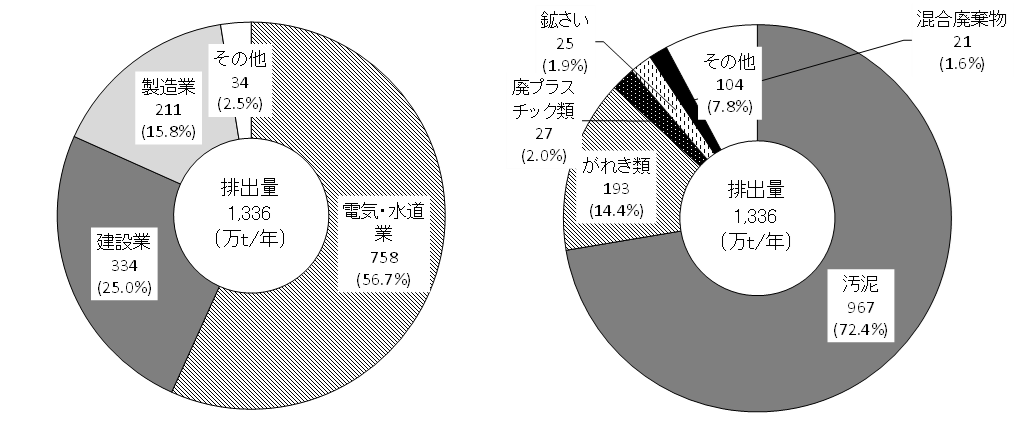 その他
34
(2.5%)
製造業
211
(15.8%)
排出量
1,336
(万t/年)
電気・水道
業
758
(56.7%)
建設業
334
(25.0%)
鉱さい
25
(1.9%)
混合廃棄物
21
(1.6%)
その他
104
(7.8%)
廃プラス
チック類
27
(2.0%)
がれき類
193
(14.4%)
排出量
1,336
(万t/年)
汚泥
967
(72.4%)